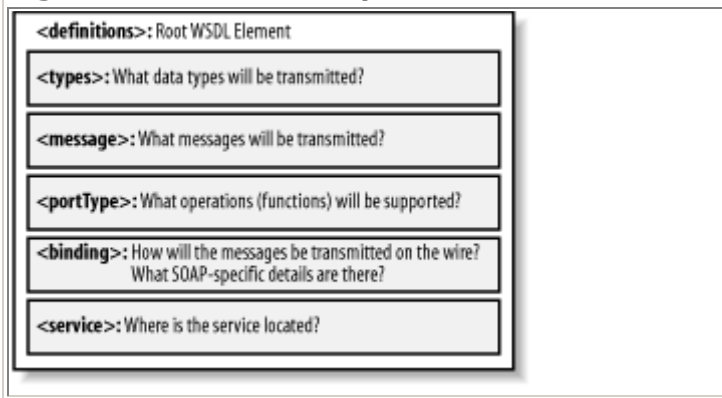 <definitions>: Root WSDL Element
<types>: What data types will be transmitted?
<message>: What messages will be transmitted?
<portType>: What operations (functions) will be supported?
<binding>: How will the messages be transmitted on the wire?
What SOAP-specific details are there?
<service>: Where is the service located?